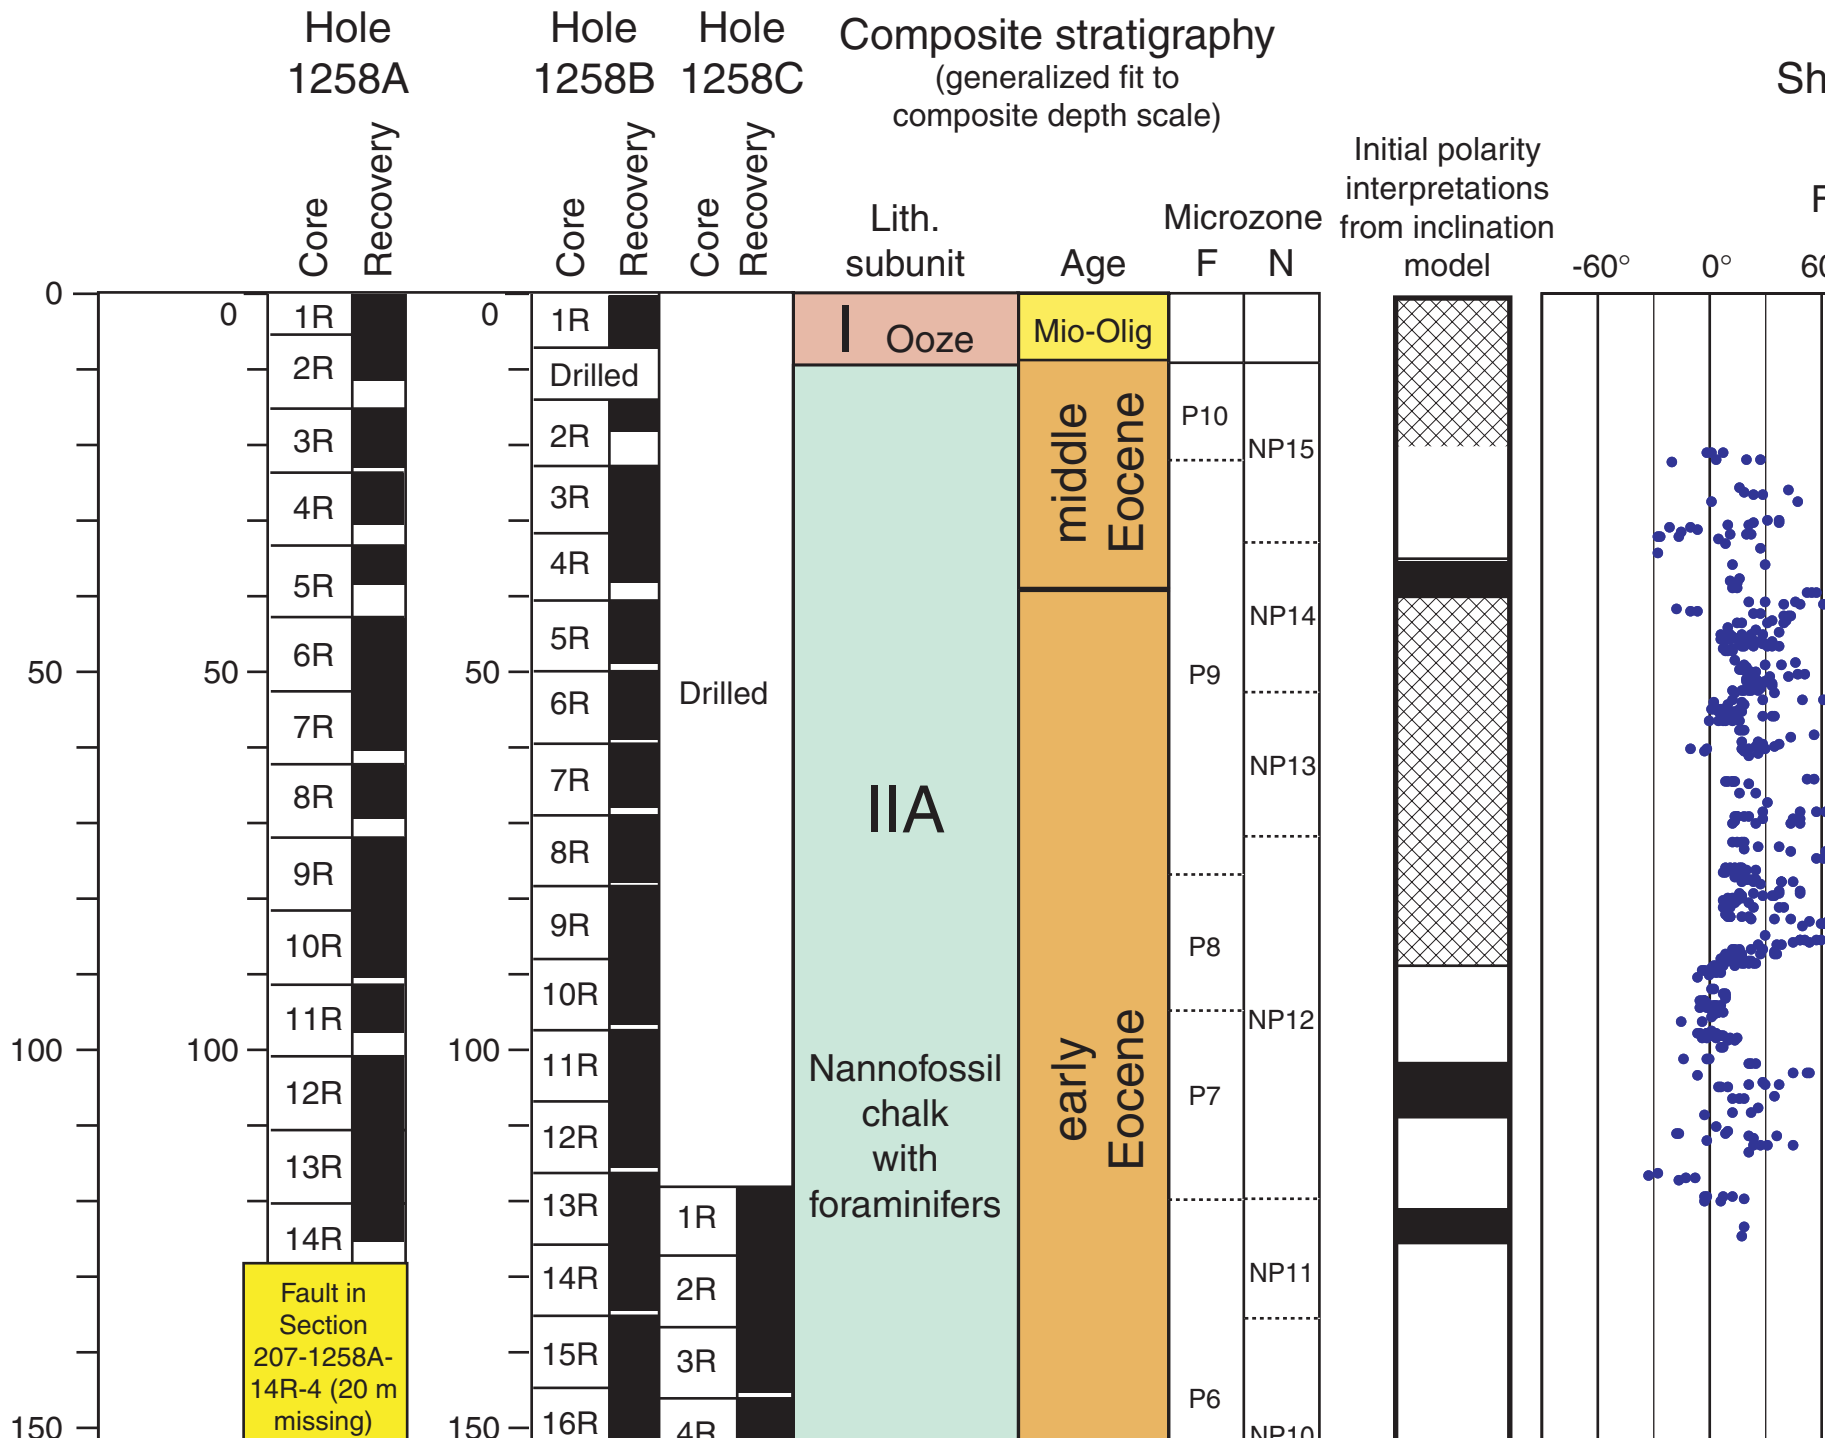 Hole
1258A
Hole
1258B
Hole
1258C
Composite stratigraphy
(generalized fit to
composite depth scale)
Sh
Core
Recovery
Core
Recovery
Core
Recovery
Lith.
subunit
Age
Microzone
F
N
Initial polarity
interpretations
from inclination
model
F
-60°
0°
60
0
50
100
150
0
50
100
1R
2R
3R
4R
5R
6R
7R
8R
9R
10R
11R
12R
13R
14R
Fault in
Section
207-1258A-
14R-4 (20 m
missing)
0
50
100
150
1R
Drilled
2R
3R
4R
5R
6R
7R
8R
9R
10R
11R
12R
13R
14R
15R
16R
Drilled
1R
2R
3R
4R
I Ooze
IIA
Nannofossil
chalk
with
foraminifers
Mio-Olig
middle
Eocene
early
Eocene
P10
P9
P8
P7
P6
NP15
NP14
NP13
NP12
NP11
NP10